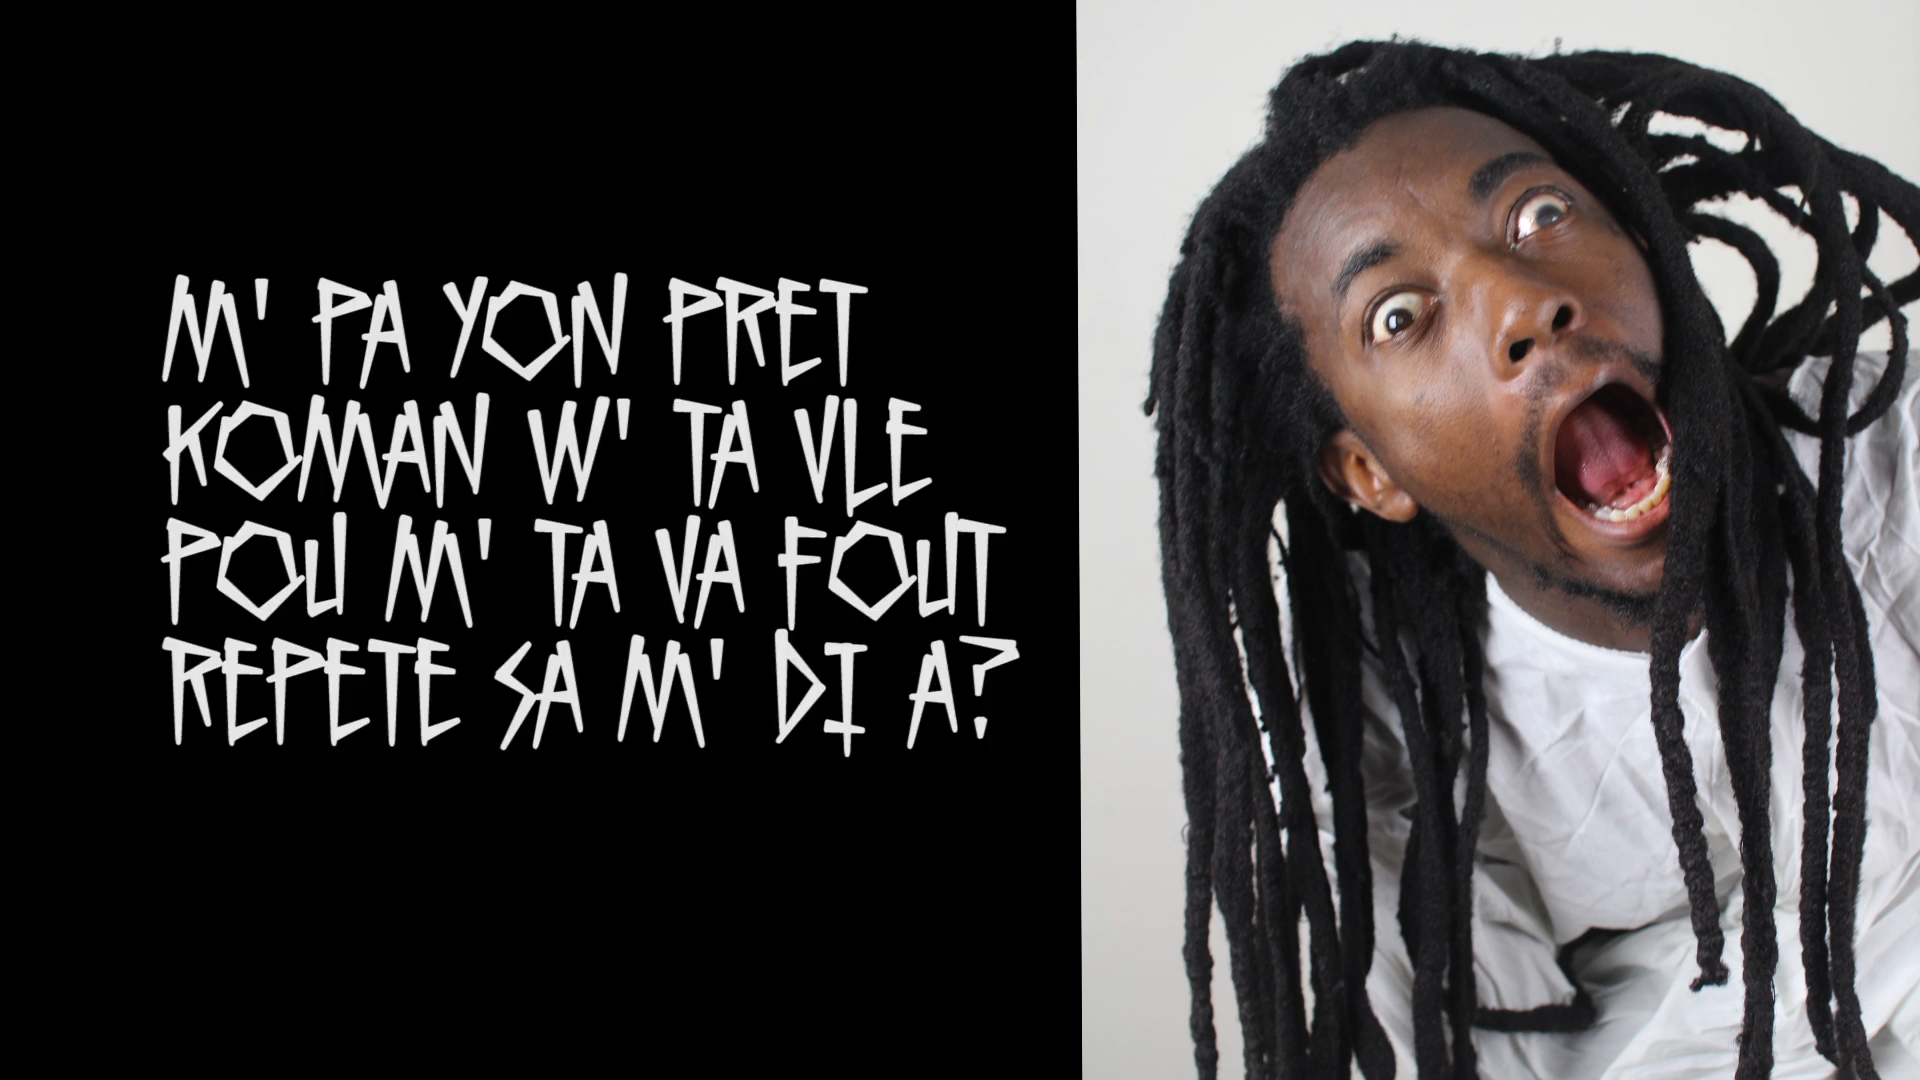 M' PA YON PRET
KOMAN W' TA VLE
POU M' TA VA FOUT
REPETE SA M' DI A?